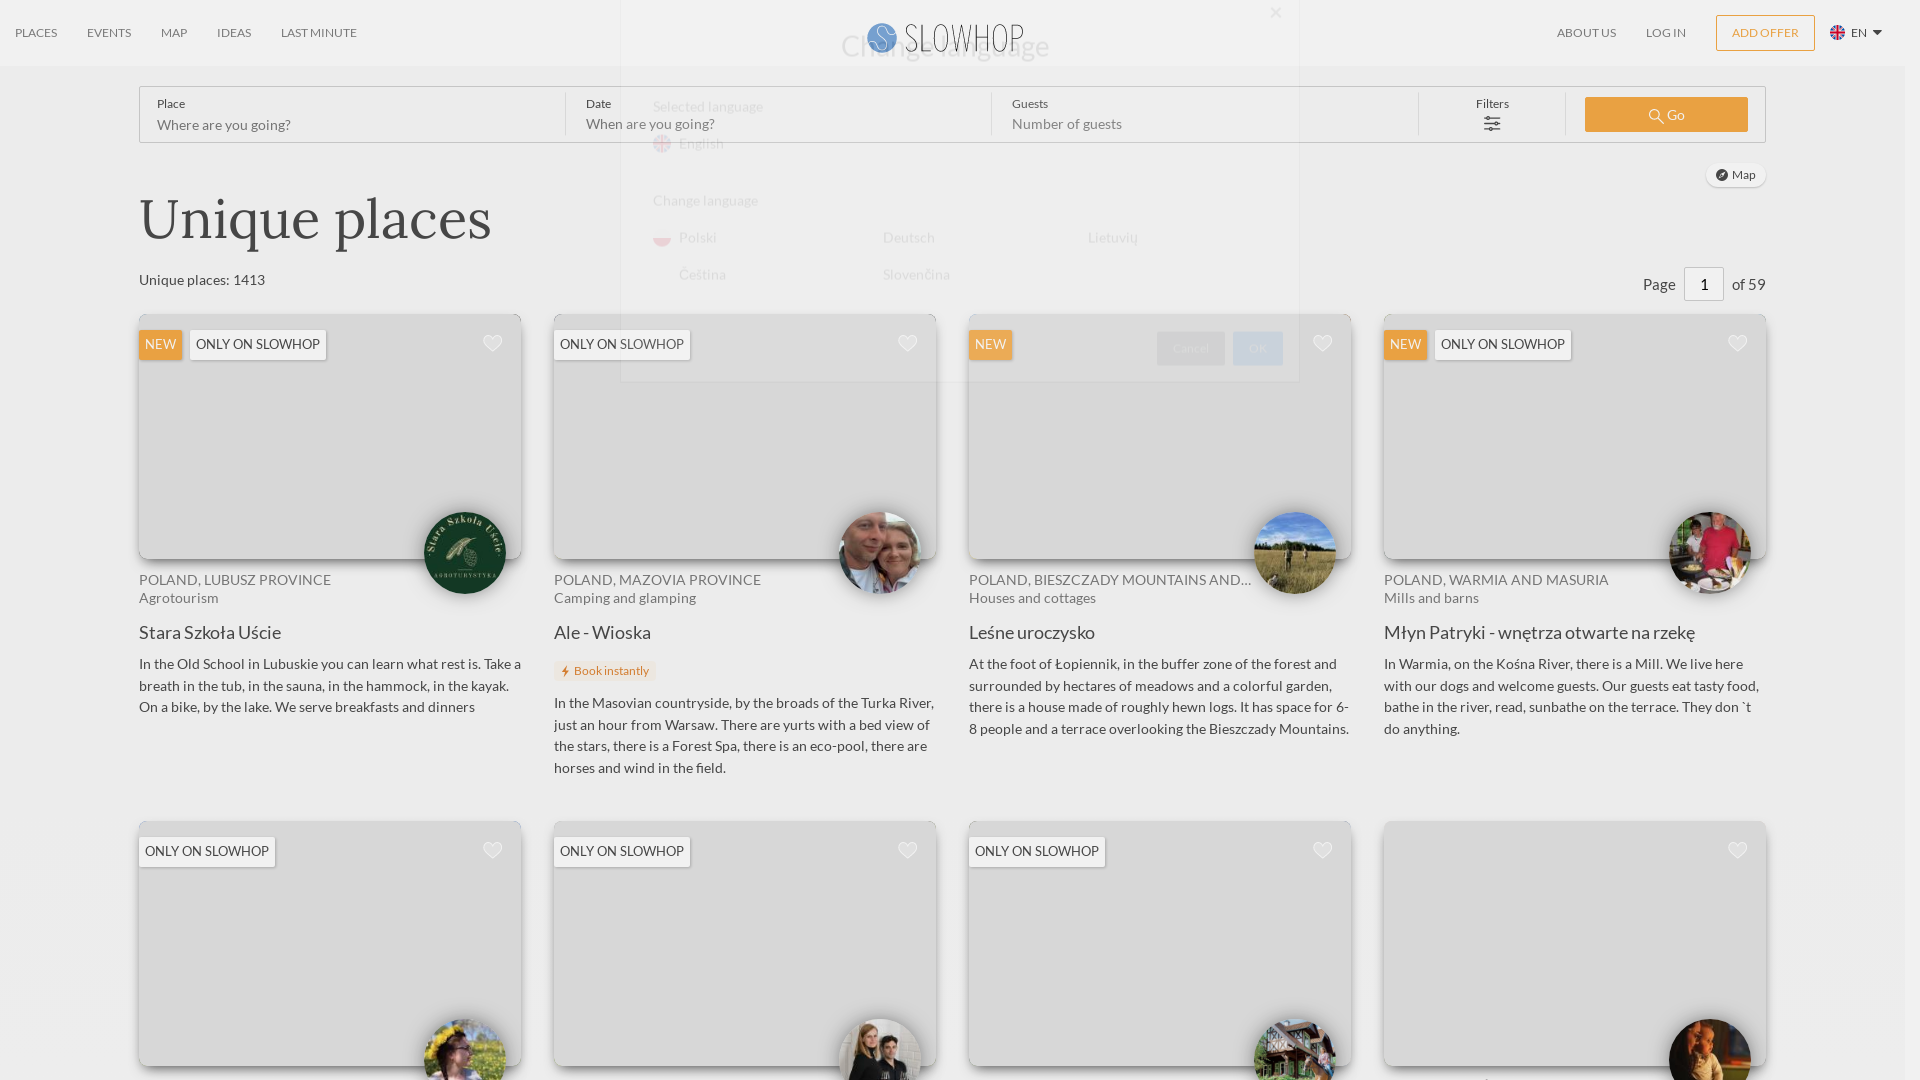 PLACES EVENTS MAP IDEAS LAST MINUTE
SLOWHOP
ABOUT US LOG IN ADD OFFER EN
×
Change language
Selected language
English
Change language
Polski Deutsch Lietuvių
Čeština Slovenčina
Cancel OK
Place
Where are you going?
Date
When are you going?
Guests
Number of guests
Filters
Go
Map
Unique places
Unique places: 1413
Page 1 of 59
NEW ONLY ON SLOWHOP
Stara Szkoła Uście
AGROTURYSTYKA
POLAND, LUBUSZ PROVINCE
Agrotourism
Stara Szkoła Uście
In the Old School in Lubuskie you can learn what rest is. Take a
breath in the tub, in the sauna, in the hammock, in the kayak.
On a bike, by the lake. We serve breakfasts and dinners
ONLY ON SLOWHOP
POLAND, MAZOVIA PROVINCE
Camping and glamping
Ale - Wioska
Book instantly
In the Masovian countryside, by the broads of the Turka River,
just an hour from Warsaw. There are yurts with a bed view of
the stars, there is a Forest Spa, there is an eco-pool, there are
horses and wind in the field.
NEW
POLAND, BIESZCZADY MOUNTAINS AND...
Houses and cottages
Leśne uroczysko
At the foot of Łopiennik, in the buffer zone of the forest and
surrounded by hectares of meadows and a colorful garden,
there is a house made of roughly hewn logs. It has space for 6-
8 people and a terrace overlooking the Bieszczady Mountains.
NEW ONLY ON SLOWHOP
POLAND, WARMIA AND MASURIA
Mills and barns
Młyn Patryki - wnętrza otwarte na rzekę
In Warmia, on the Kośna River, there is a Mill. We live here
with our dogs and welcome guests. Our guests eat tasty food,
bathe in the river, read, sunbathe on the terrace. They don `t
do anything.
ONLY ON SLOWHOP
ONLY ON SLOWHOP
ONLY ON SLOWHOP